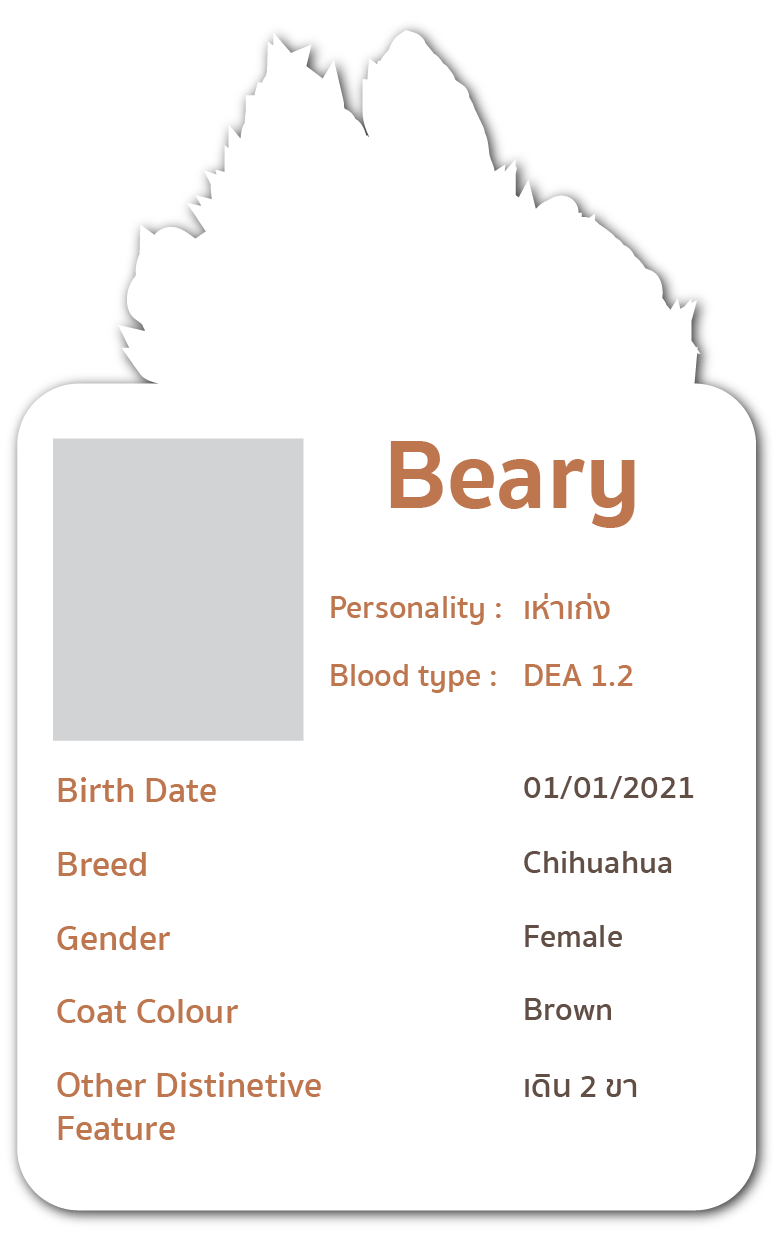 Beary
Personality : เห่าเก่ง
Blood type : DEA 1.2
Birth Date 01/01/2021
Breed Chihuahua
Gender Female
Coat Colour Brown
Other Distinetive เดิน 2 ขา
Feature